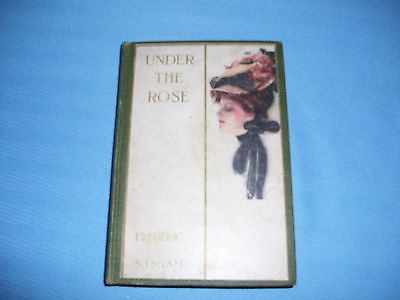 UNDER
THE
ROSE
FREDERIC
S. ISHAM